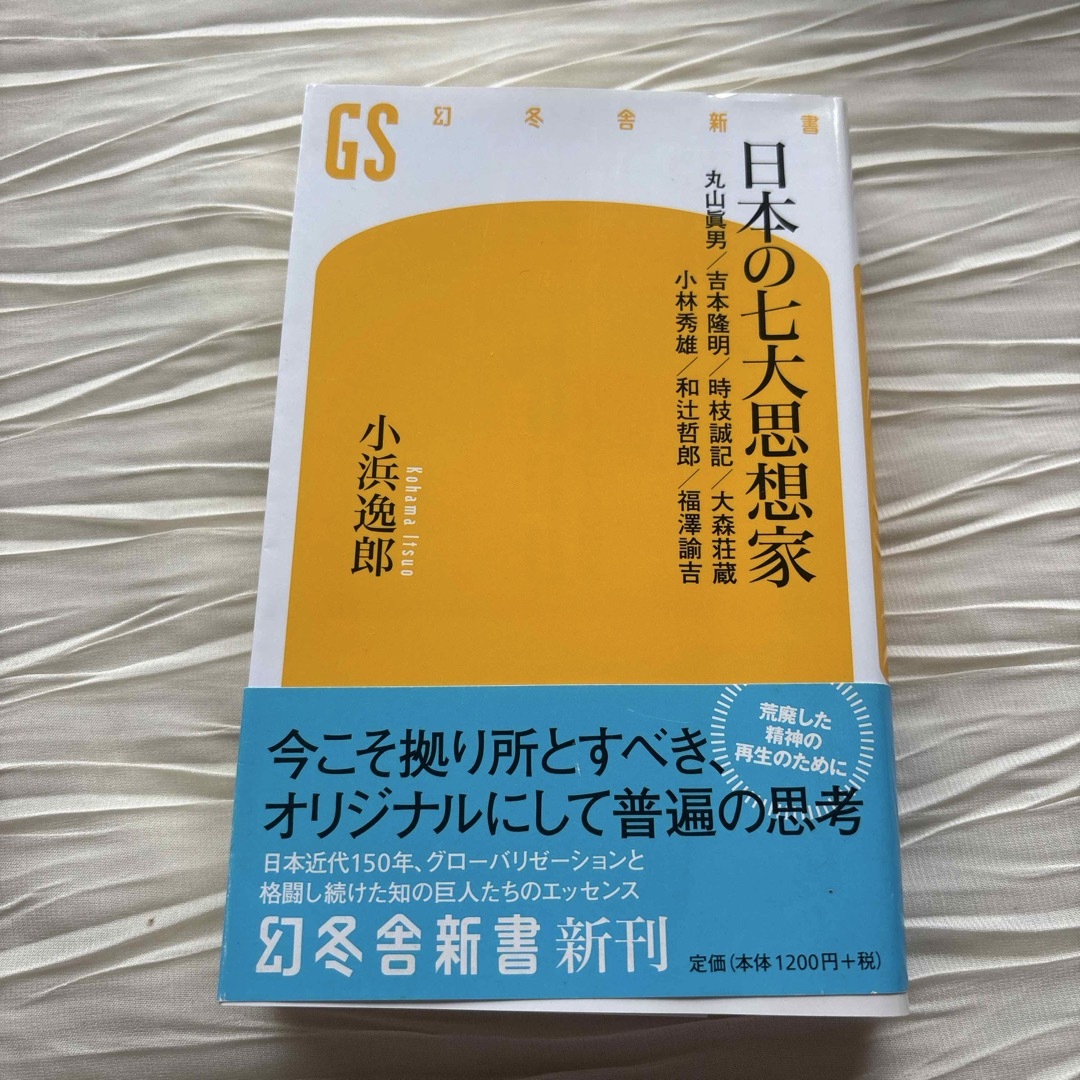 GS
幻冬舎新書
日本の七大思想家
丸山眞男／吉本隆明／時枝誠記／大森荘蔵
小林秀雄／和辻哲郎／福澤諭吉
小浜逸郎
Kohama Itsuo
荒廃した
精神の
再生のために
今こそ拠り所とすべき、
オリジナルにして普遍の思考
日本近代150年、グローバリゼーションと
格闘し続けた知の巨人たちのエッセンス
幻冬舎新書 新刊
定価(本体1200円+税)